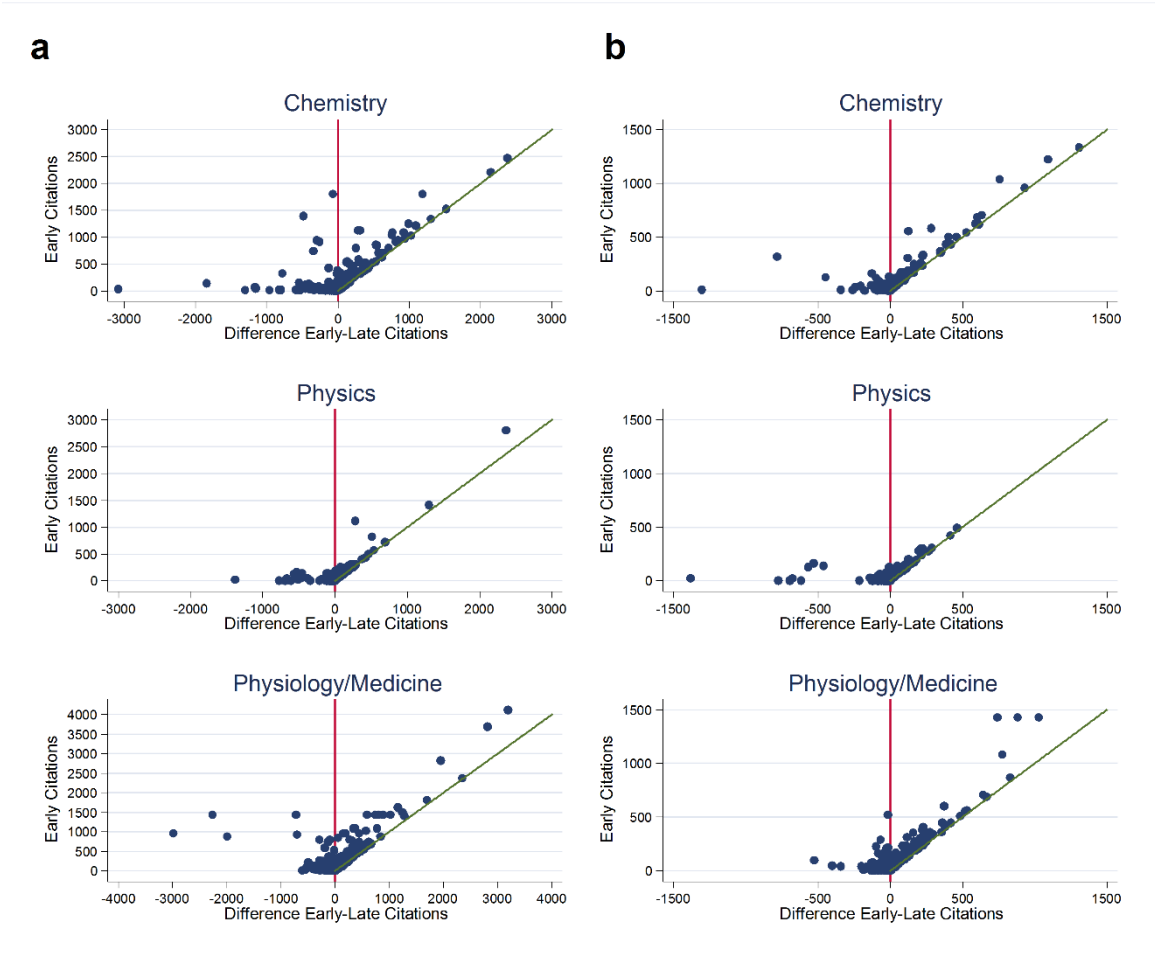 a
b
Chemistry
Early Citations
3000
2500
2000
1500
1000
500
0
-3000 -2000 -1000 0 1000 2000 3000
Difference Early-Late Citations
Chemistry
Early Citations
1500
1000
500
0
-1500 -500 0 500 1500
Difference Early-Late Citations
Physics
Early Citations
3000
2500
2000
1500
1000
500
0
-3000 -2000 -1000 0 1000 2000 3000
Difference Early-Late Citations
Physics
Early Citations
1500
1000
500
0
-1500 -500 0 500 1500
Difference Early-Late Citations
Physiology/Medicine
Early Citations
4000
3500
3000
2500
2000
1500
1000
500
0
-4000 -3000 -2000 -1000 0 1000 2000 3000 4000
Difference Early-Late Citations
Physiology/Medicine
Early Citations
1500
1000
500
0
-1500 -500 0 500 1500
Difference Early-Late Citations